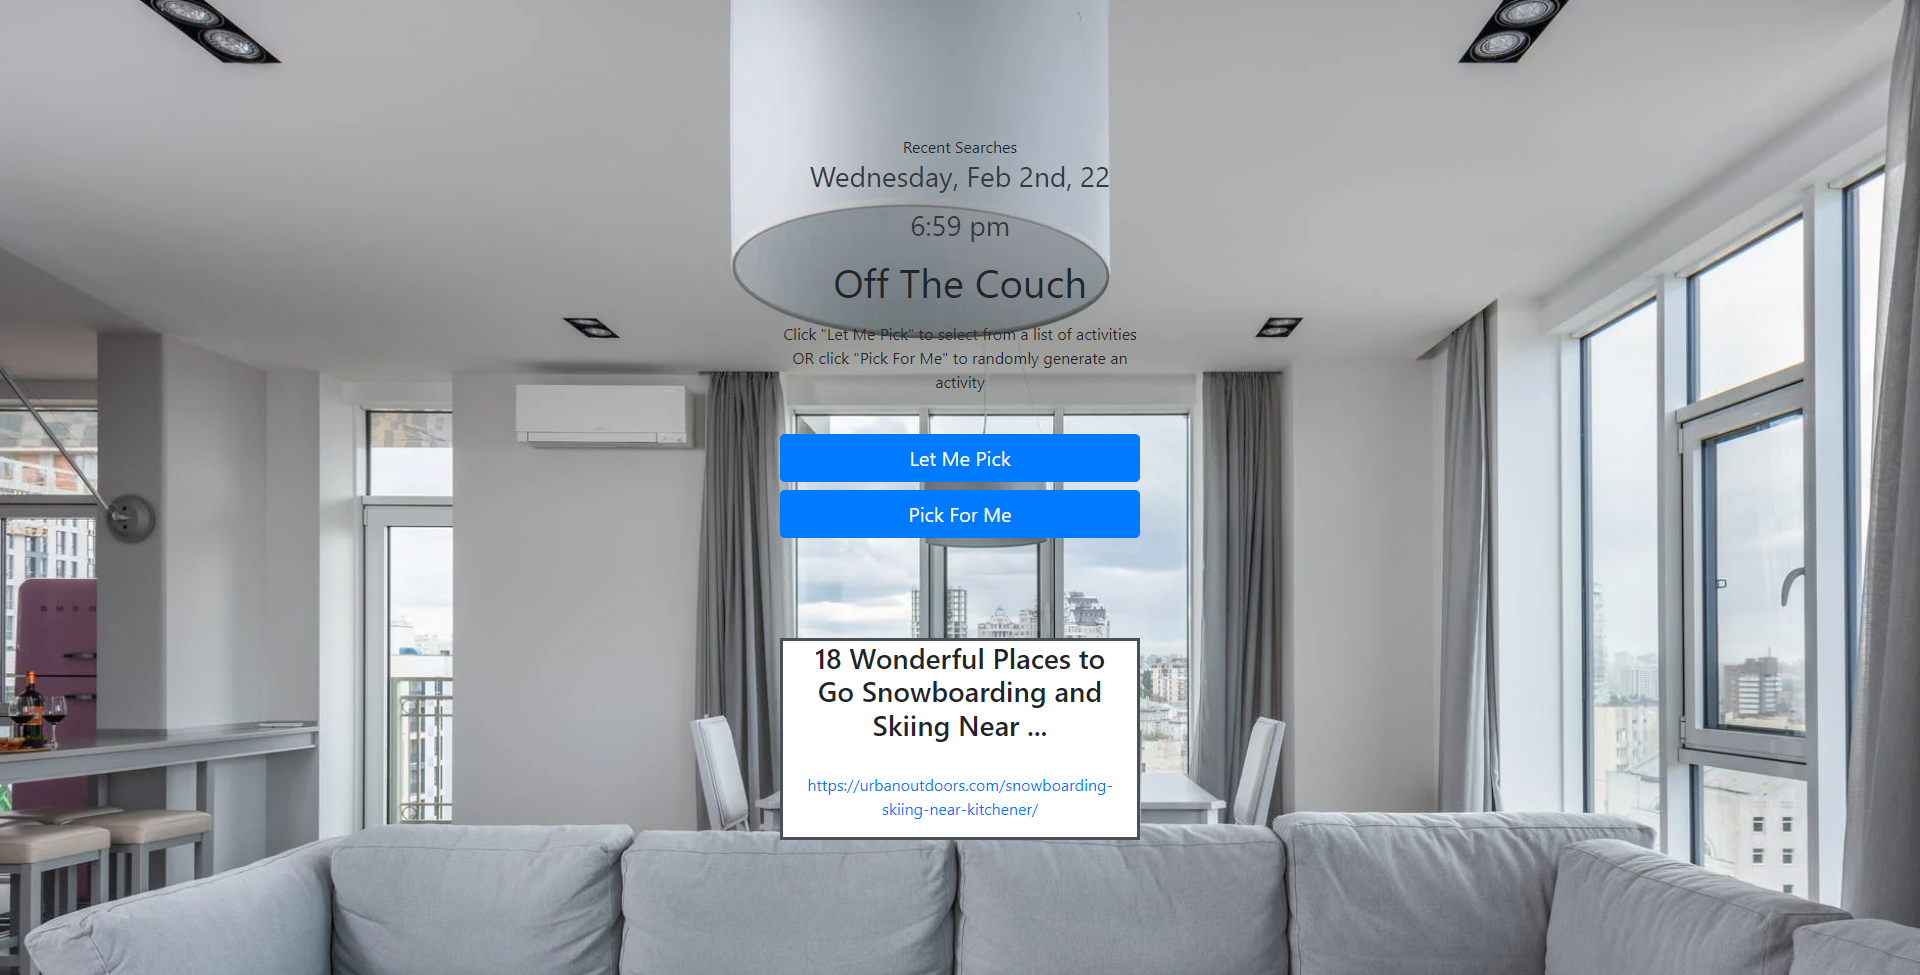 Recent Searches
Wednesday, Feb 2nd, 22
6:59 pm
Off The Couch
Click "Let Me Pick" to select from a list of activities
OR click "Pick For Me" to randomly generate an
activity
Let Me Pick
Pick For Me
SMEG
18 Wonderful Places to
Go Snowboarding and
Skiing Near ...
https://urbanoutdoors.com/snowboarding-
skiing-near-kitchener/